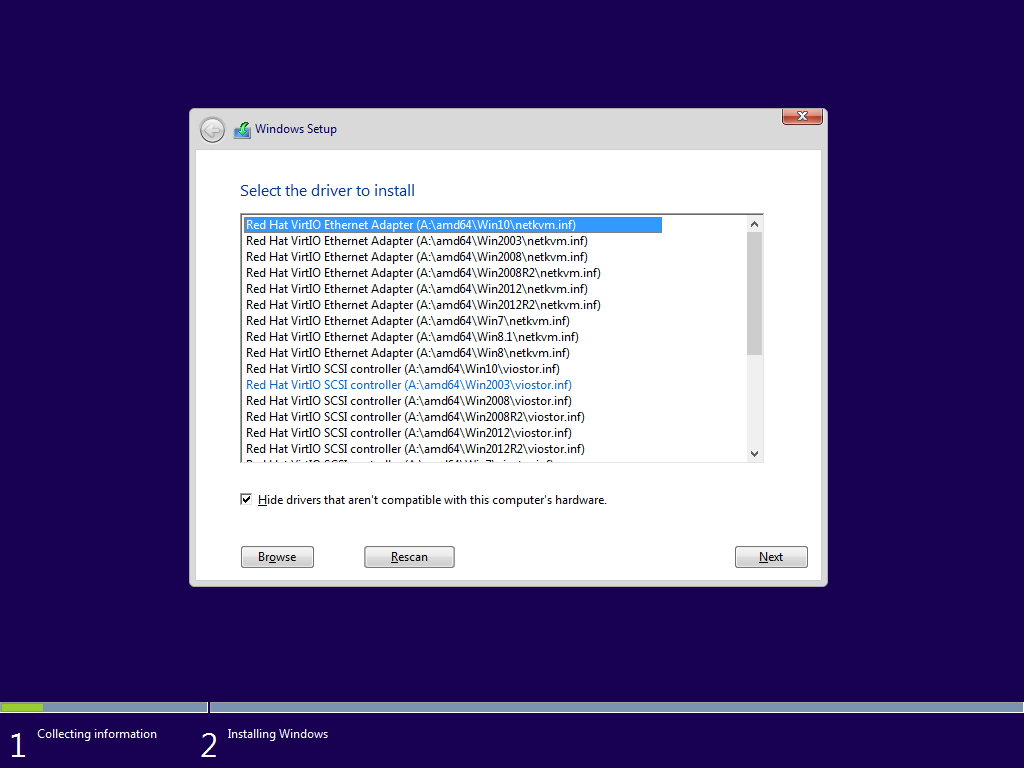 Windows Setup
Select the driver to install
Red Hat VirtIO Ethernet Adapter (A:\amd64\Win10\netkvm.inf)
Red Hat VirtIO Ethernet Adapter (A:\amd64\Win2003\netkvm.inf)
Red Hat VirtIO Ethernet Adapter (A:\amd64\Win2008\netkvm.inf)
Red Hat VirtIO Ethernet Adapter (A:\amd64\Win2008R2\netkvm.inf)
Red Hat VirtIO Ethernet Adapter (A:\amd64\Win2012\netkvm.inf)
Red Hat VirtIO Ethernet Adapter (A:\amd64\Win2012R2\netkvm.inf)
Red Hat VirtIO Ethernet Adapter (A:\amd64\Win7\netkvm.inf)
Red Hat VirtIO Ethernet Adapter (A:\amd64\Win8.1\netkvm.inf)
Red Hat VirtIO Ethernet Adapter (A:\amd64\Win8\netkvm.inf)
Red Hat VirtIO SCSI controller (A:\amd64\Win10\viostor.inf)
Red Hat VirtIO SCSI controller (A:\amd64\Win2003\viostor.inf)
Red Hat VirtIO SCSI controller (A:\amd64\Win2008\viostor.inf)
Red Hat VirtIO SCSI controller (A:\amd64\Win2008R2\viostor.inf)
Red Hat VirtIO SCSI controller (A:\amd64\Win2012\viostor.inf)
Red Hat VirtIO SCSI controller (A:\amd64\Win2012R2\viostor.inf)
Hide drivers that aren't compatible with this computer's hardware.
Browse Rescan Next
1 Collecting information 2 Installing Windows